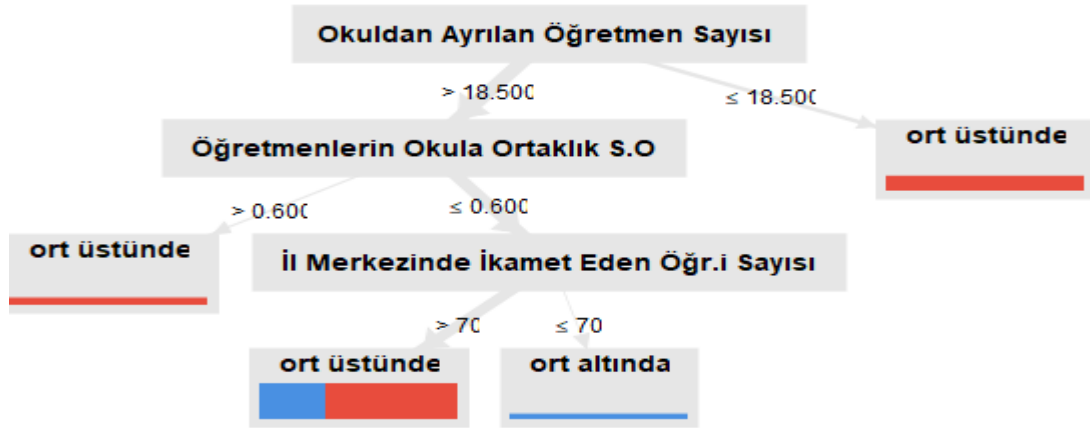 Okuldan Ayrılan Öğretmen Sayısı
> 18.500
≤ 18.500
Öğretmenlerin Okula Ortaklık S.O
ort üstünde
> 0.600
≤ 0.600
ort üstünde
İl Merkezinde İkamet Eden Öğr.i Sayısı
> 70
≤ 70
ort üstünde
ort altında